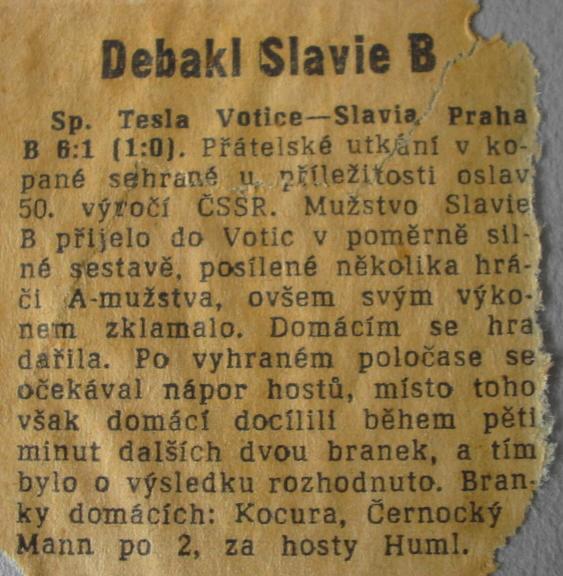 Debakl Slavie B
Sp. Tesla Votice—Slavia Praha
B 6:1 (1:0). Přátelské utkání v ko-
pané sehrané u příležitosti oslav
50. výročí ČSSR. Mužstvo Slavie
B přijelo do Votic v poměrně sil-
né sestavě, posílené několika hrá-
či A-mužstva, ovšem svým výko-
nem zklamalo. Domácím se hra
dařila. Po vyhraném poločase se
očekával nápor hostů, místo toho
však domácí docílili během pěti
minut dalších dvou branek, a tím
bylo o výsledku rozhodnuto. Bran-
ky domácích: Kocura, Černocký
Mann po 2, za hosty Huml.